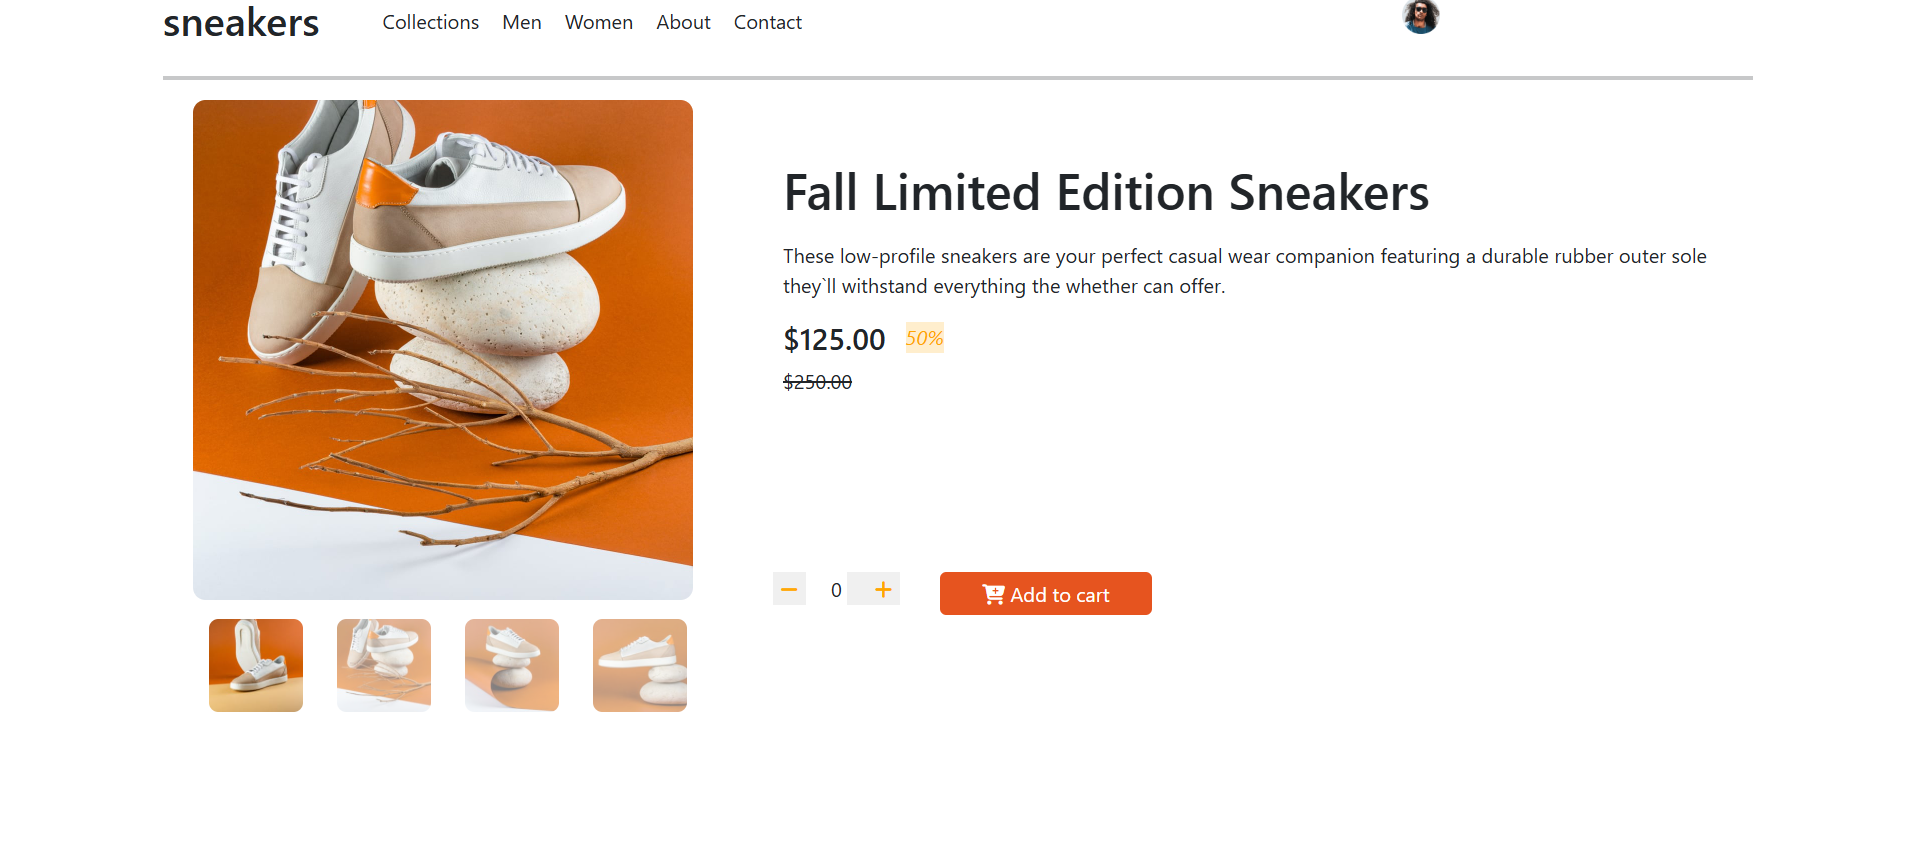 sneakers
Collections Men Women About Contact
Fall Limited Edition Sneakers
These low-profile sneakers are your perfect casual wear companion featuring a durable rubber outer sole
they`ll withstand everything the whether can offer.
$125.00 50%
$250.00
− 0 + Add to cart